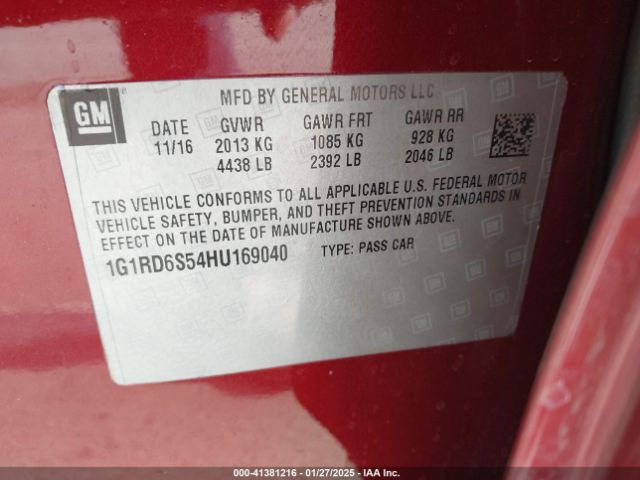 GM
MFD BY GENERAL MOTORS LLC
DATE GVWR GAWR FRT GAWR RR
11/16 2013 KG 1085 KG 928 KG
4438 LB 2392 LB 2046 LB
THIS VEHICLE CONFORMS TO ALL APPLICABLE U.S. FEDERAL MOTOR
VEHICLE SAFETY, BUMPER, AND THEFT PREVENTION STANDARDS IN
EFFECT ON THE DATE OF MANUFACTURE SHOWN ABOVE.
1G1RD6S54HU169040 TYPE: PASS CAR
000-41381216 - 01/27/2025 - IAA Inc.